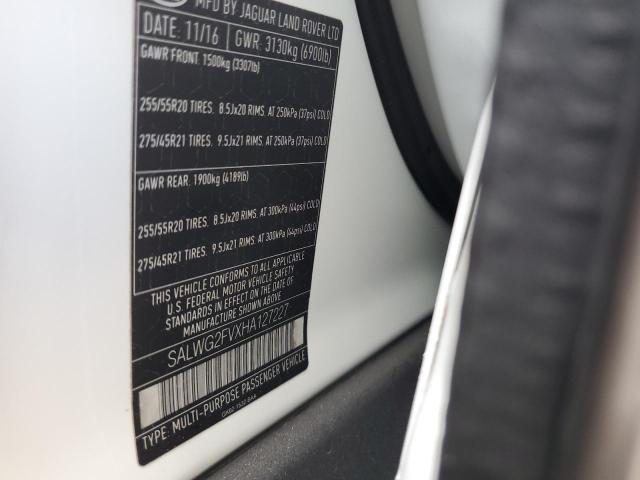 MFD BY JAGUAR LAND ROVER LTD
DATE: 11/16 GWR: 3130kg (6900lb)
GAWR FRONT. 1500kg (3307lb)
255/55R20 TIRES. 8.5Jx20 RIMS. AT 250kPa (37psi) COLD
275/45R21 TIRES. 9.5Jx21 RIMS. AT 250kPa (37psi) COLD
GAWR REAR. 1900kg (4189lb)
255/55R20 TIRES. 8.5Jx20 RIMS. AT 300kPa (44psi) COLD
275/45R21 TIRES. 9.5Jx21 RIMS. AT 300kPa (44psi) COLD
THIS VEHICLE CONFORMS TO ALL APPLICABLE
U.S. FEDERAL MOTOR VEHICLE SAFETY
STANDARDS IN EFFECT ON THE DATE OF
MANUFACTURE SHOWN ABOVE.
SALWG2FVXHA127227
TYPE: MULTI-PURPOSE PASSENGER VEHICLE